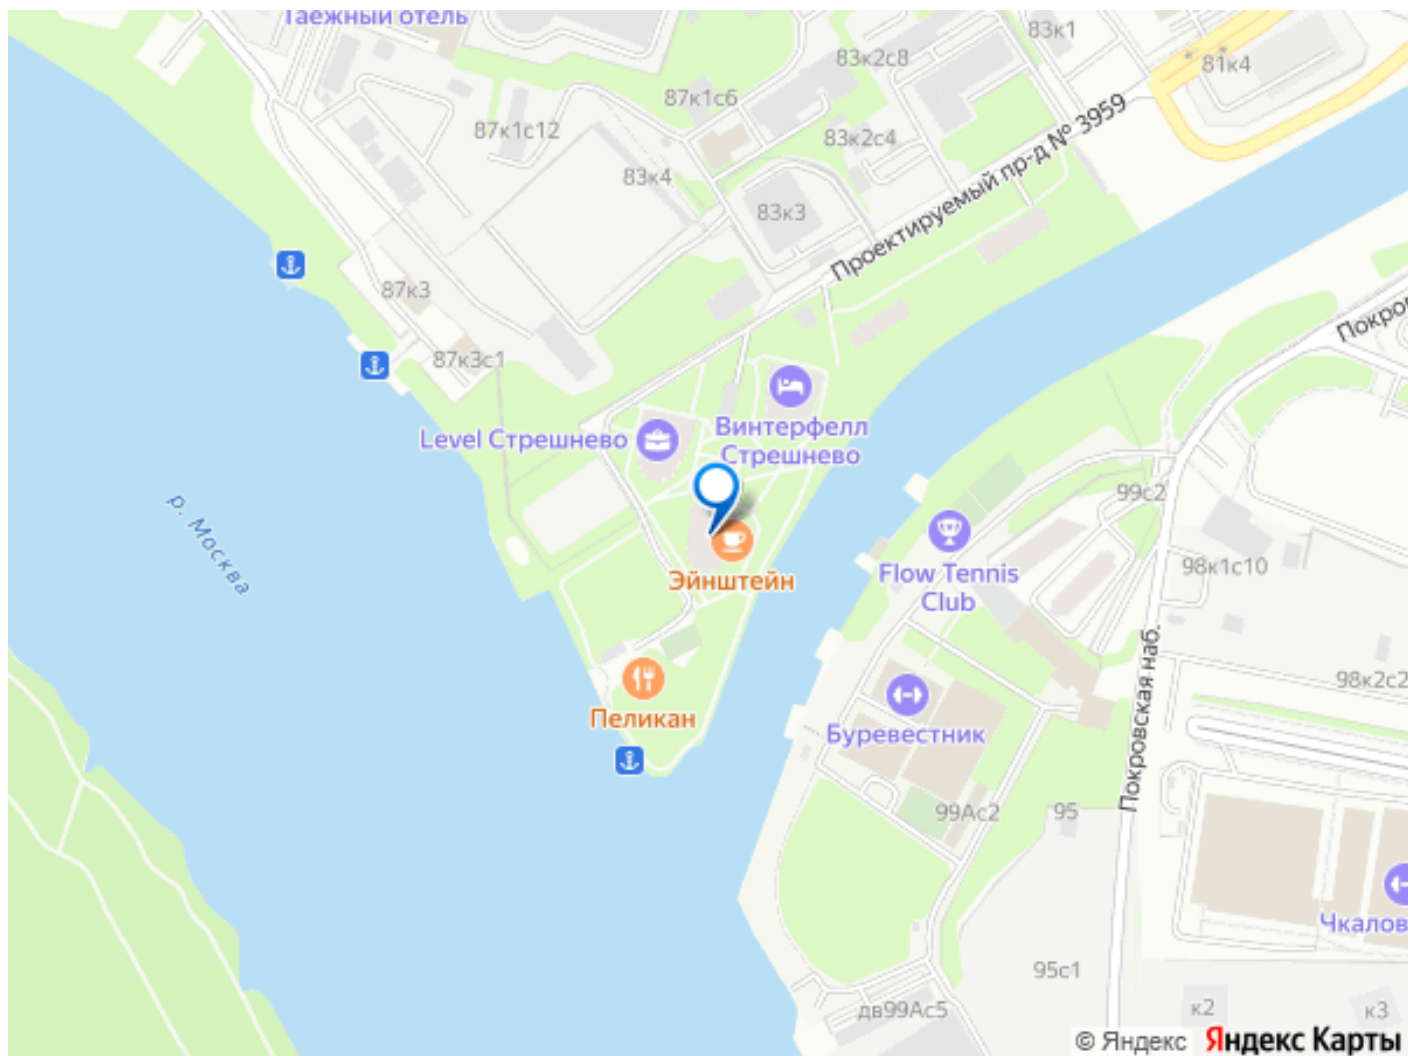 Таёжный отель
83к1
83к2с8
81к4
87к1с6
87к1с12
83к2с4
83к4
83к3
Проектируемый пр-д № 3959
87к3
87к3с1
Покро
Level Стрешнево
Винтерфелл
Стрешнево
99с2
р. Москва
Эйнштейн
Flow Tennis
Club
98к1с10
Покровская наб.
98к2с2
Пеликан
Буревестник
99Ас2
95
Чкалов
95с1
дв99Ас5
к2
к3
© Яндекс Яндекс Карты